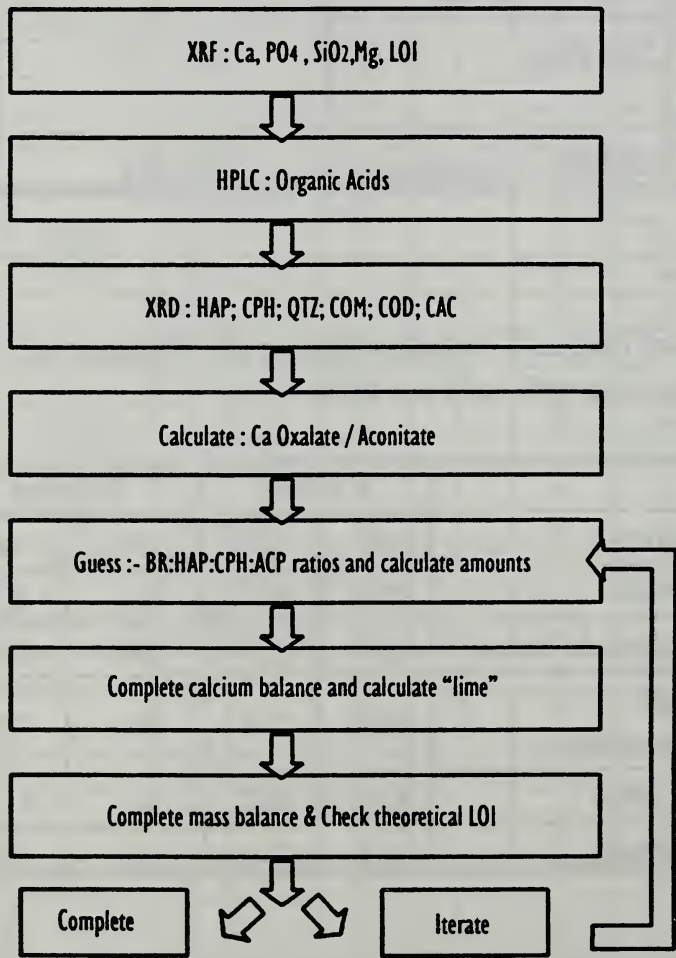 XRF : Ca, PO4 , SiO2,Mg, LOI
HPLC : Organic Acids
XRD : HAP; CPH; QTZ; COM; COD; CAC
Calculate : Ca Oxalate / Aconitate
Guess :- BR:HAP:CPH:ACP ratios and calculate amounts
Complete calcium balance and calculate "lime"
Complete mass balance & Check theoretical LOI
Complete
Iterate